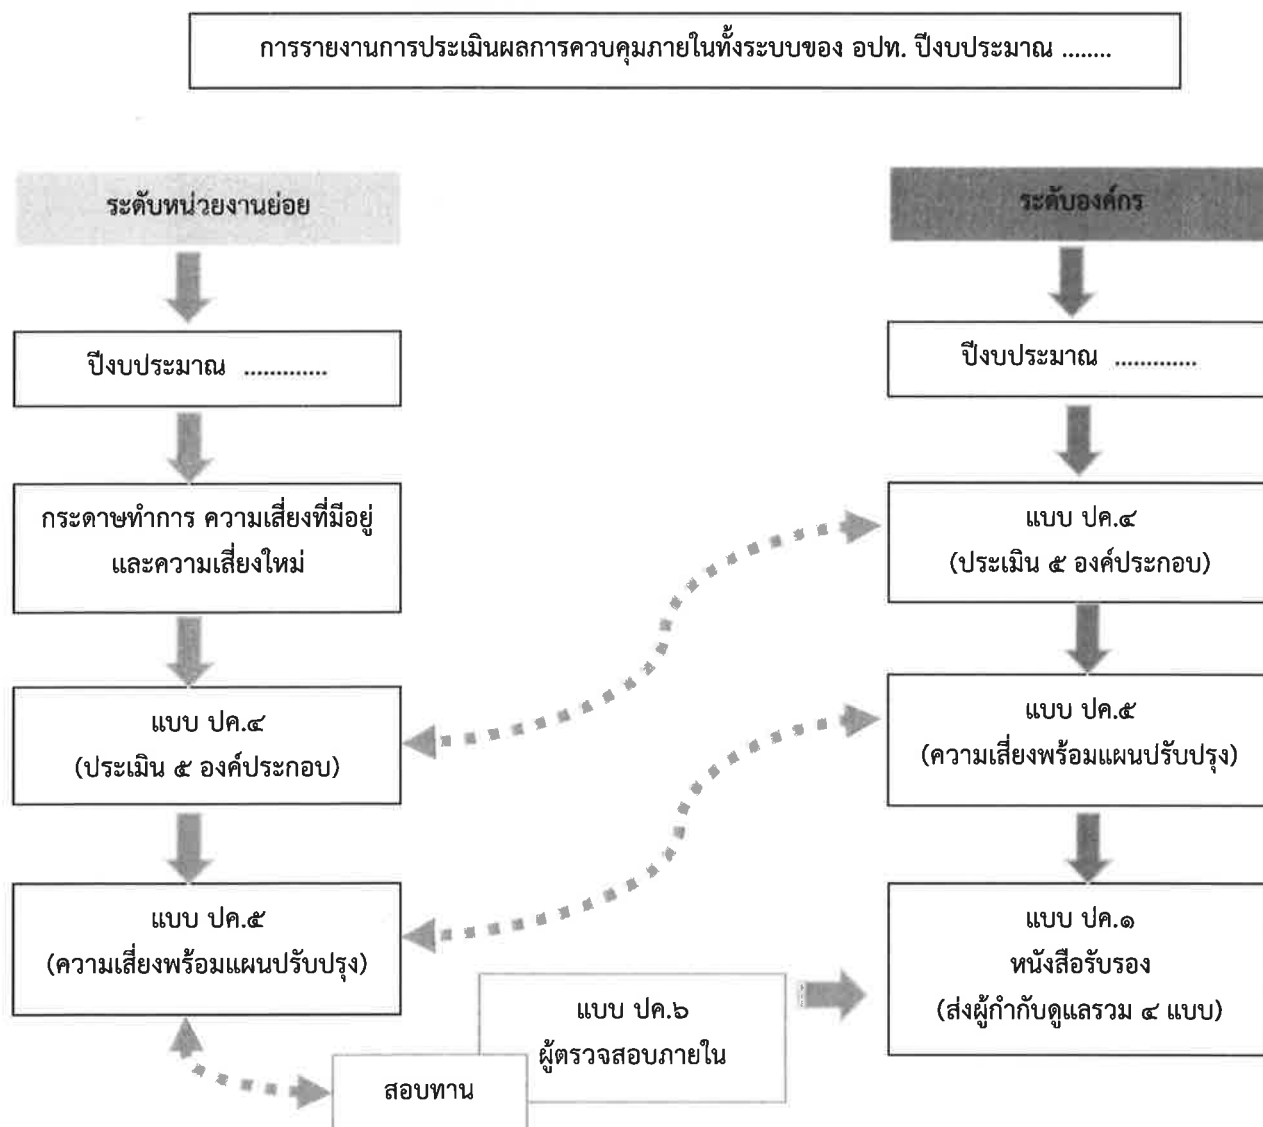 การรายงานการประเมินผลการควบคุมภายในทั้งระบบของ อปท. ปีงบประมาณ ........
ระดับหน่วยงานย่อย
ปีงบประมาณ .............
กระดาษทำการ ความเสี่ยงที่มีอยู่
และความเสี่ยงใหม่
แบบ ปค.๔
(ประเมิน ๕ องค์ประกอบ)
แบบ ปค.๕
(ความเสี่ยงพร้อมแผนปรับปรุง)
สอบทาน
แบบ ปค.๖
ผู้ตรวจสอบภายใน
ระดับองค์กร
ปีงบประมาณ .............
แบบ ปค.๔
(ประเมิน ๕ องค์ประกอบ)
แบบ ปค.๕
(ความเสี่ยงพร้อมแผนปรับปรุง)
แบบ ปค.๑
หนังสือรับรอง
(ส่งผู้กำกับดูแลรวม ๔ แบบ)